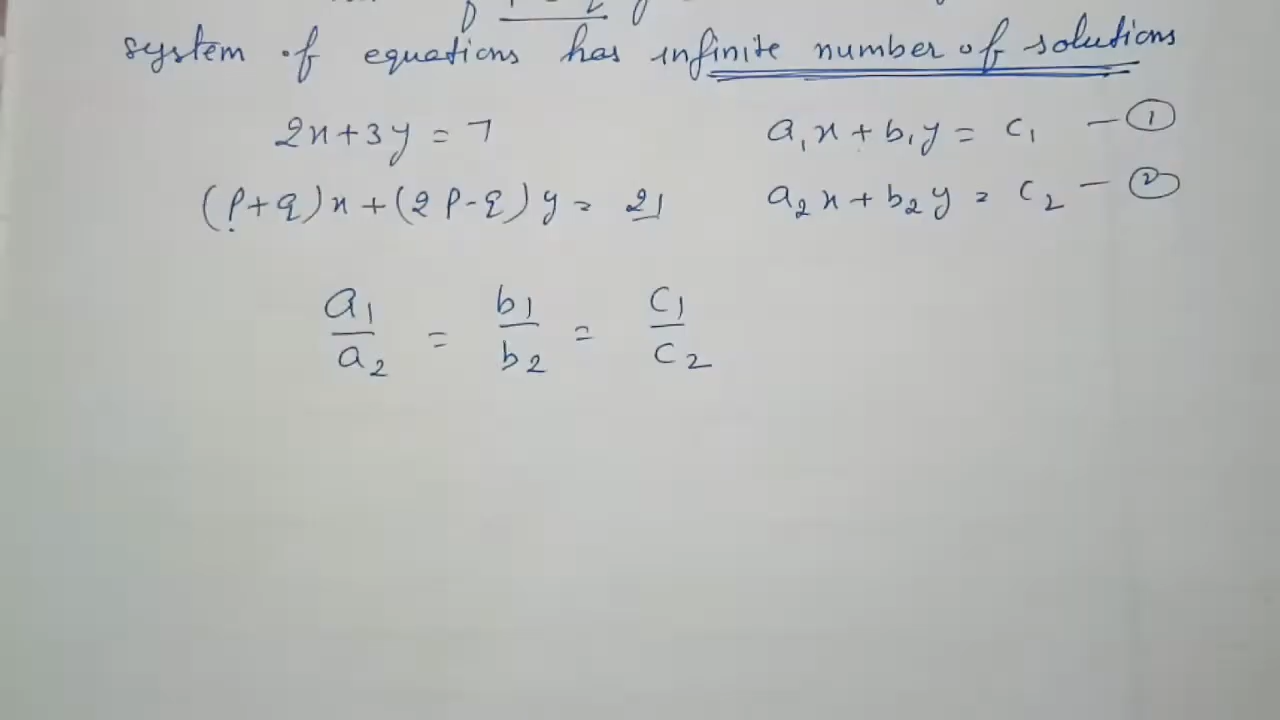 system of equations has infinite number of solutions
2x+3y = 7
a₁x + b₁y = c₁ — ①
(p+q)x + (2p-q)y = 21
a₂x + b₂y = c₂ — ②
a₁/a₂ = b₁/b₂ = c₁/c₂